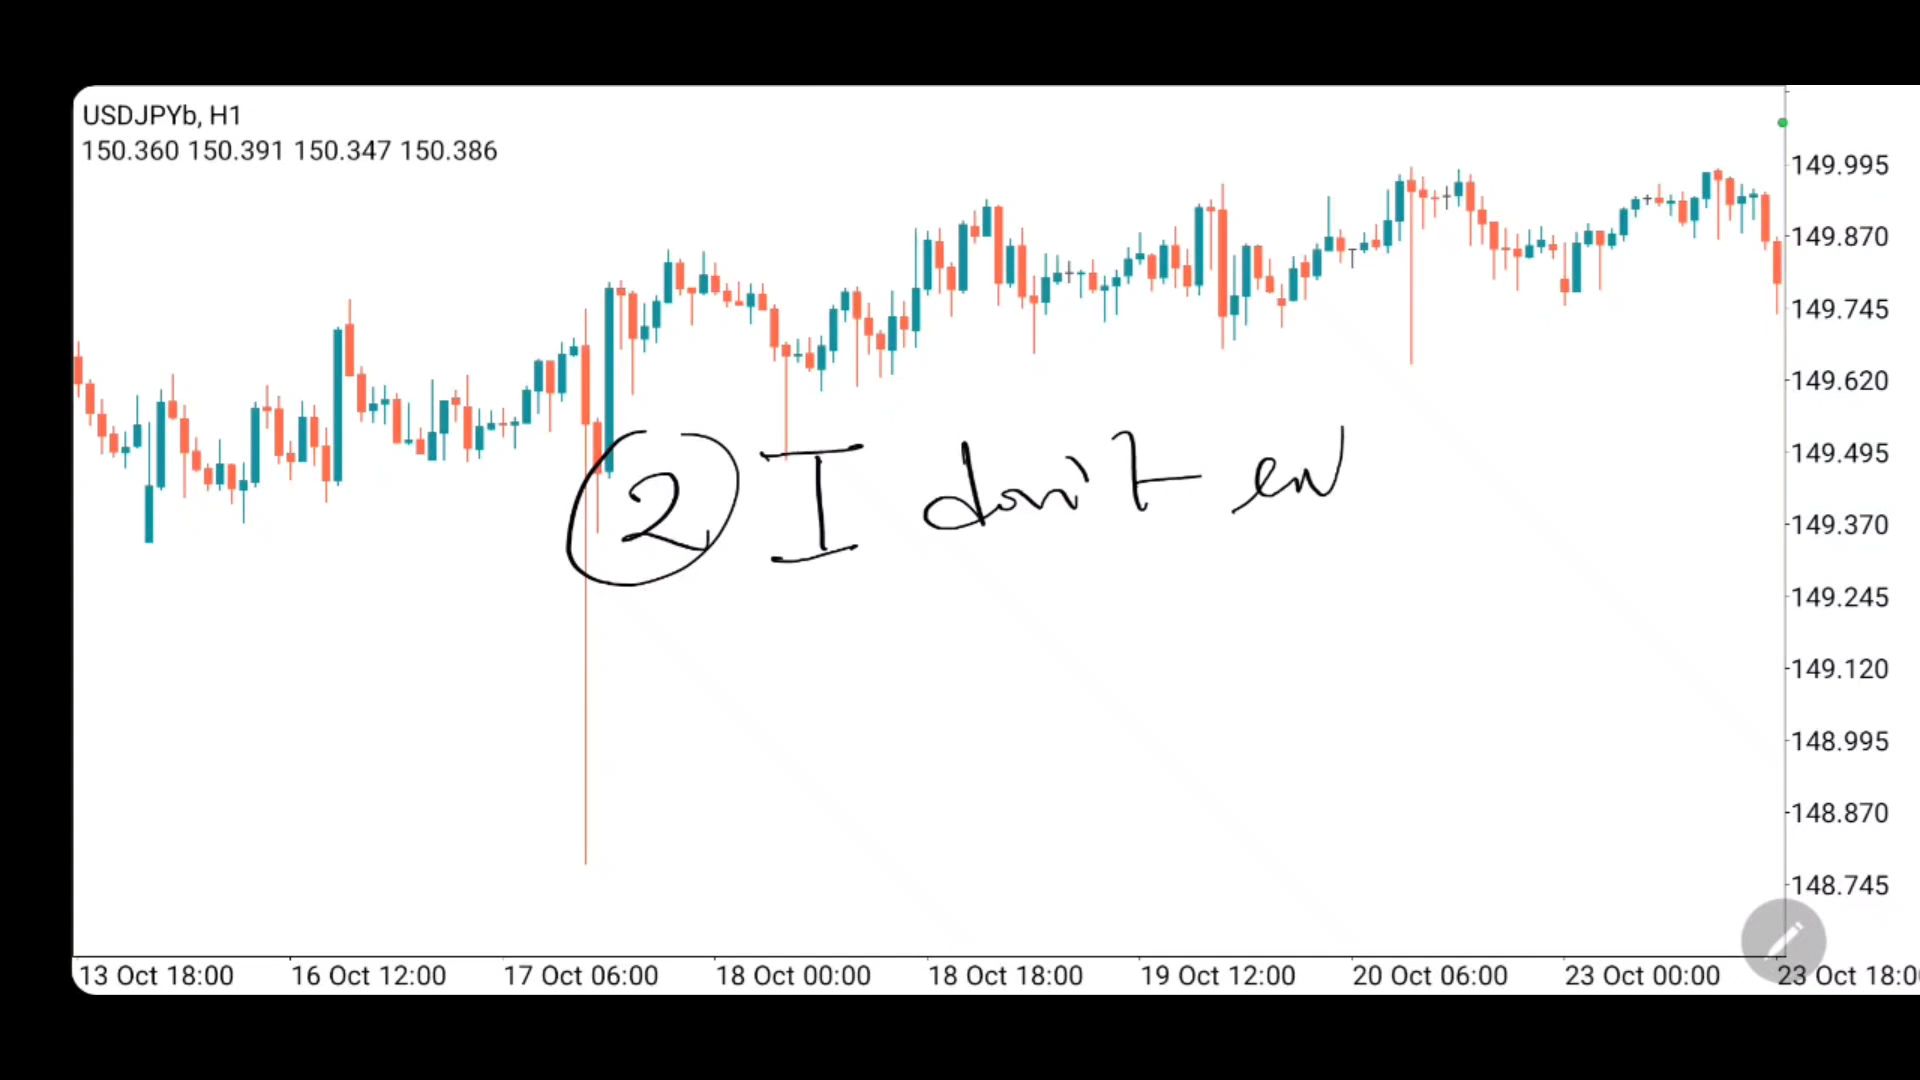 USDJPYb, H1
150.360 150.391 150.347 150.386
149.995
149.870
149.745
149.620
149.495
② I don't en
149.370
149.245
149.120
148.995
148.870
148.745
13 Oct 18:00 16 Oct 12:00 17 Oct 06:00 18 Oct 00:00 18 Oct 18:00 19 Oct 12:00 20 Oct 06:00 23 Oct 00:00 23 Oct 18:0